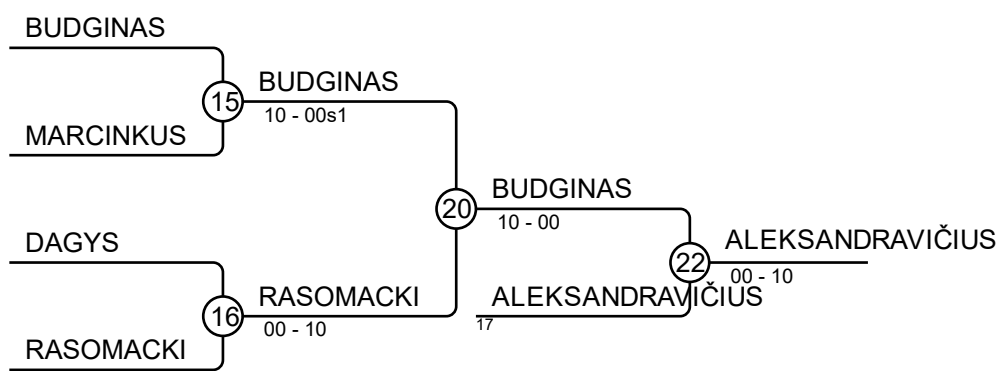 BUDGINAS
15
BUDGINAS
10 - 00s1
MARCINKUS
20
BUDGINAS
10 - 00
DAGYS
22
ALEKSANDRAVIČIUS
00 - 10
16
RASOMACKI
00 - 10
ALEKSANDRAVIČIUS
17
RASOMACKI